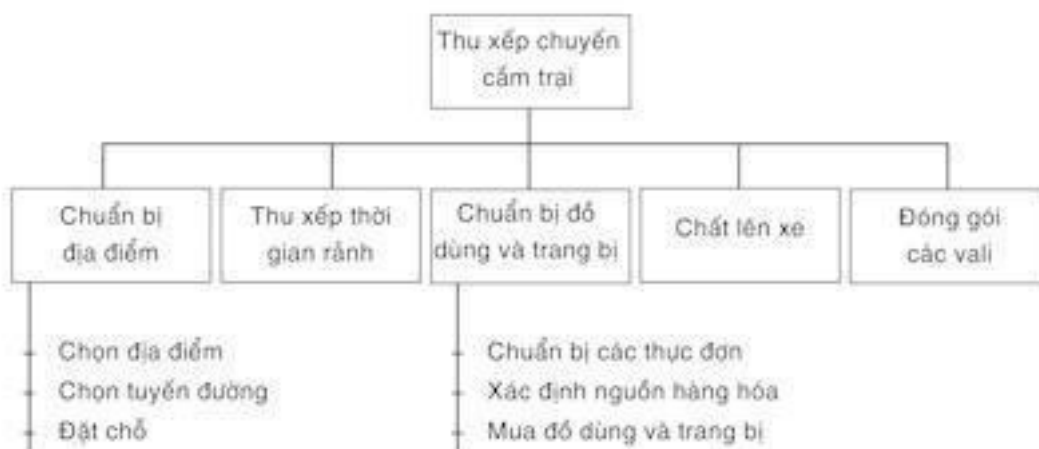 Thu xếp chuyến
cắm trại
Chuẩn bị
địa điểm
Thu xếp thời
gian rảnh
Chuẩn bị đồ
dùng và trang bị
Chất lên xe
Đóng gói
các vali
Chọn địa điểm
Chọn tuyến đường
Đặt chỗ
Chuẩn bị các thực đơn
Xác định nguồn hàng hóa
Mua đồ dùng và trang bị